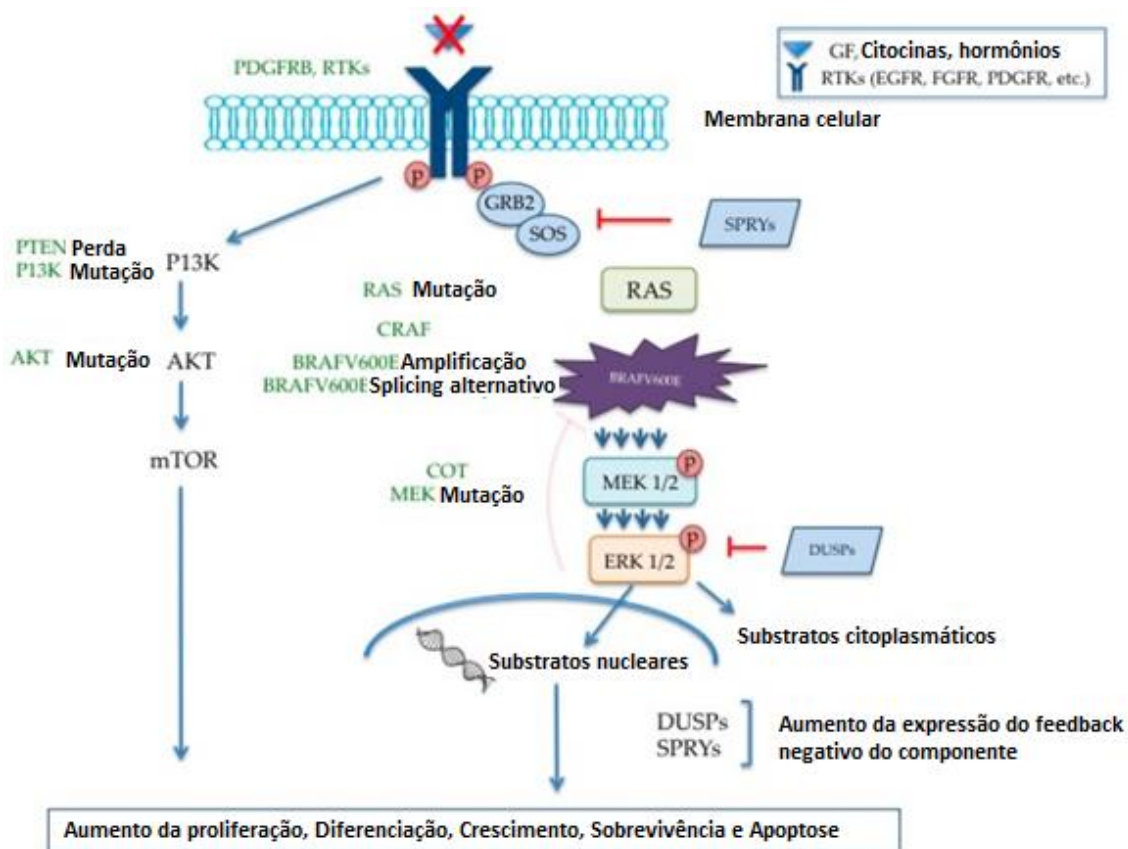 GF, Citocinas, hormônios
RTKs (EGFR, FGFR, PDGFR, etc.)
PDGFRB, RTKs
Membrana celular
P
P
GRB2
SOS
SPRYs
PTEN Perda
P13K Mutação
P13K
RAS Mutação
RAS
CRAF
AKT Mutação
AKT
BRAFV600E Amplificação
BRAFV600E Splicing alternativo
BRAFV600E
mTOR
COT
MEK Mutação
MEK 1/2
P
ERK 1/2
P
DUSPs
Substratos citoplasmáticos
Substratos nucleares
DUSPs
SPRYs
Aumento da expressão do feedback
negativo do componente
Aumento da proliferação, Diferenciação, Crescimento, Sobrevivência e Apoptose